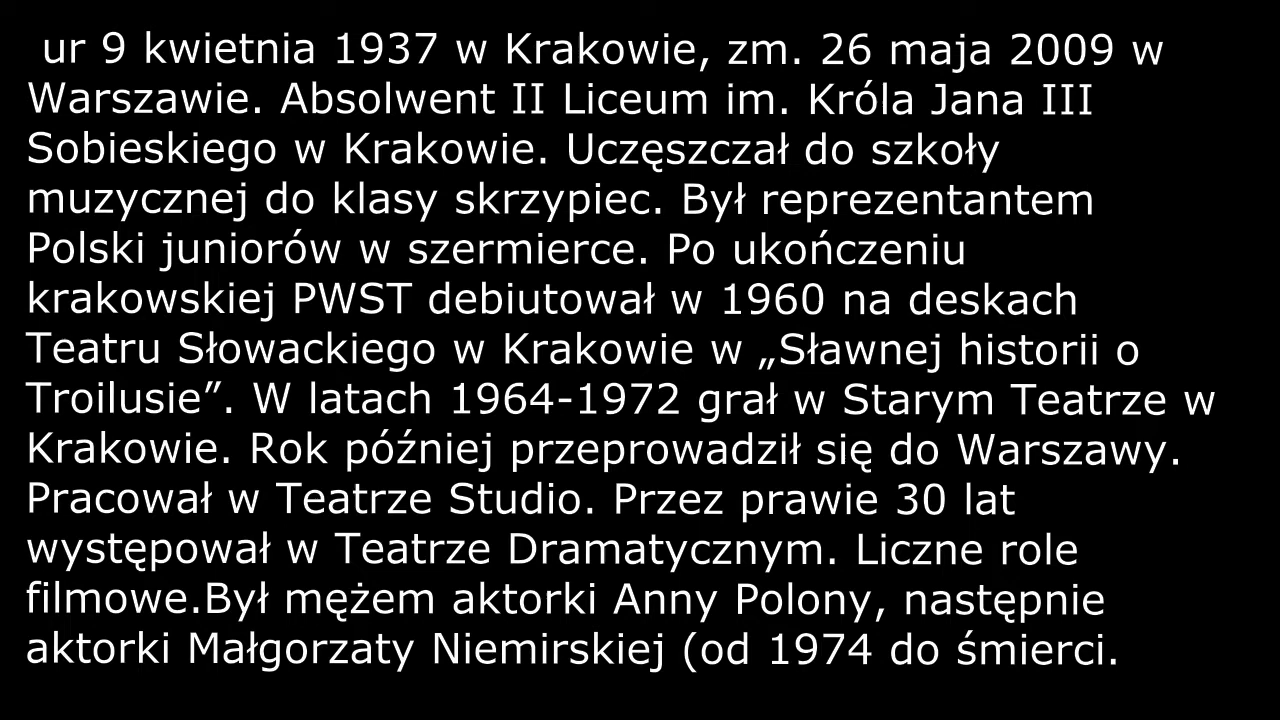 ur 9 kwietnia 1937 w Krakowie, zm. 26 maja 2009 w
Warszawie. Absolwent II Liceum im. Króla Jana III
Sobieskiego w Krakowie. Uczęszczał do szkoły
muzycznej do klasy skrzypiec. Był reprezentantem
Polski juniorów w szermierce. Po ukończeniu
krakowskiej PWST debiutował w 1960 na deskach
Teatru Słowackiego w Krakowie w „Sławnej historii o
Troilusie”. W latach 1964-1972 grał w Starym Teatrze w
Krakowie. Rok później przeprowadził się do Warszawy.
Pracował w Teatrze Studio. Przez prawie 30 lat
występował w Teatrze Dramatycznym. Liczne role
filmowe.Był mężem aktorki Anny Polony, następnie
aktorki Małgorzaty Niemirskiej (od 1974 do śmierci.